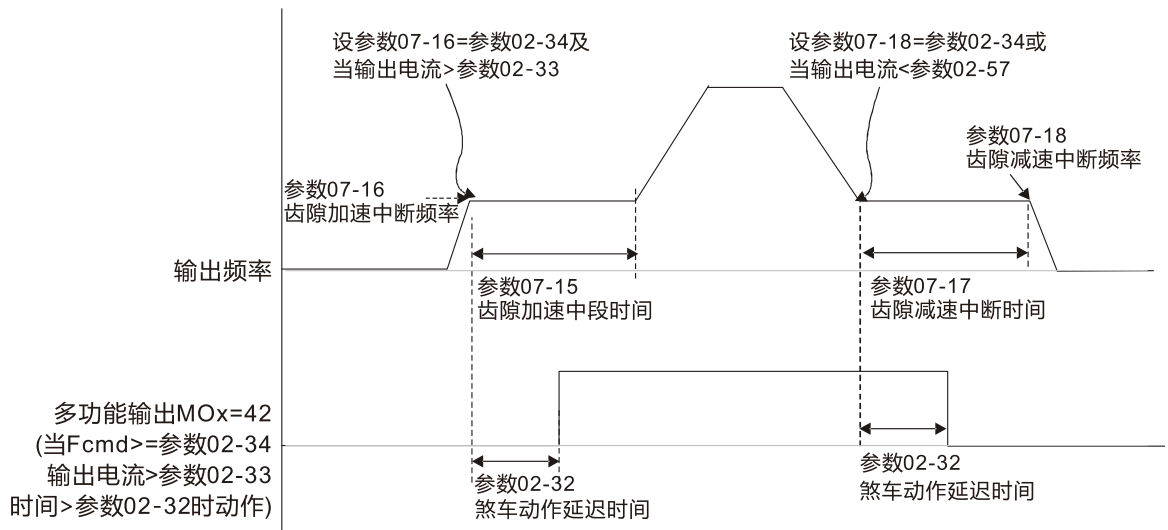 设参数07-16=参数02-34及
当输出电流>参数02-33
设参数07-18=参数02-34或
当输出电流<参数02-57
参数07-18
齿隙减速中断频率
参数07-16
齿隙加速中断频率
输出频率
参数07-15
齿隙加速中段时间
参数07-17
齿隙减速中断时间
多功能输出MOx=42
(当Fcmd>=参数02-34
输出电流>参数02-33
时间>参数02-32时动作)
参数02-32
煞车动作延迟时间
参数02-32
煞车动作延迟时间